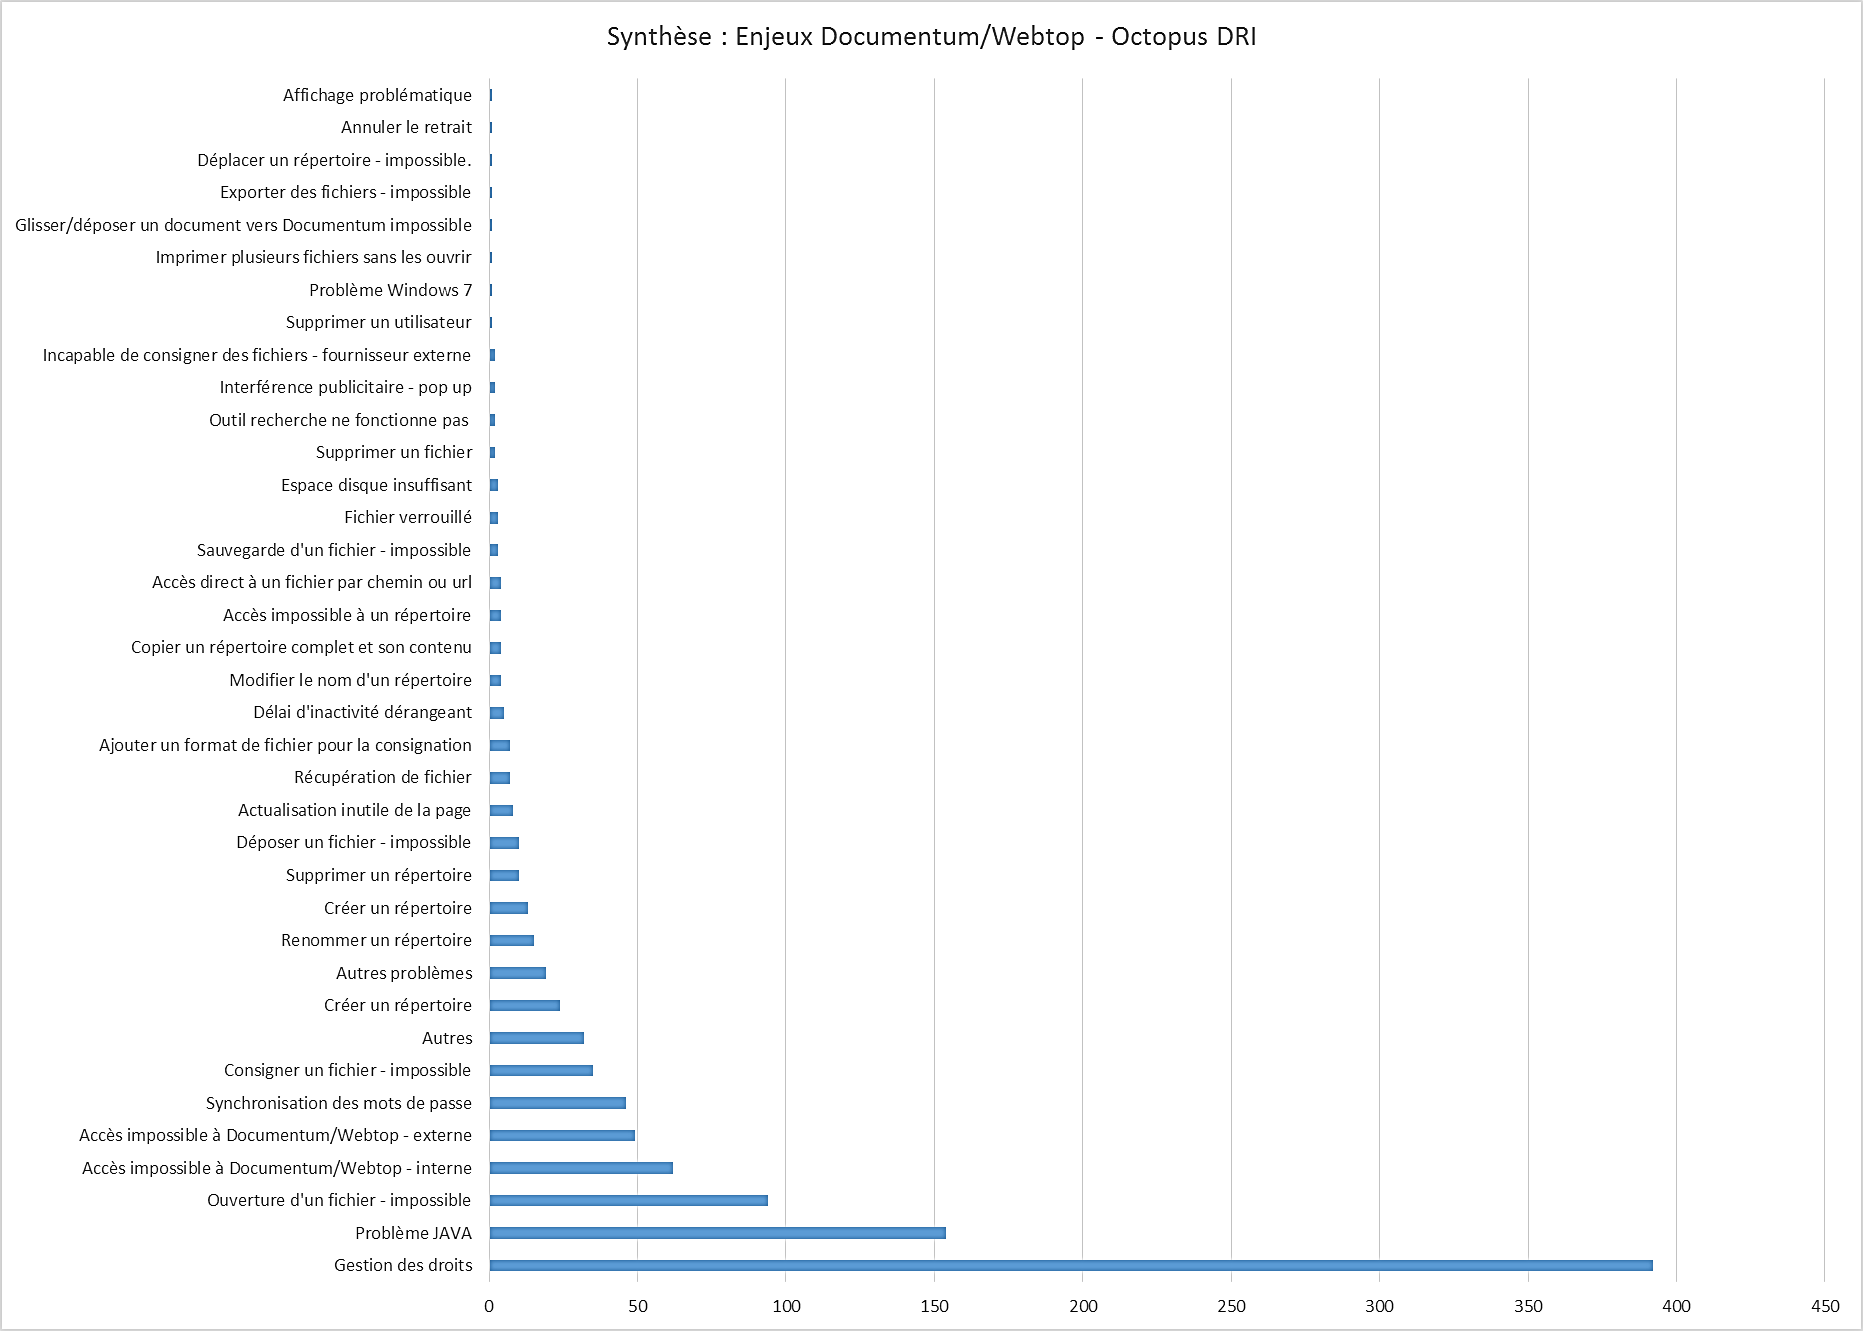 Synthèse : Enjeux Documentum/Webtop - Octopus DRI
Affichage problématique
Annuler le retrait
Déplacer un répertoire - impossible.
Exporter des fichiers - impossible
Glisser/déposer un document vers Documentum impossible
Imprimer plusieurs fichiers sans les ouvrir
Problème Windows 7
Supprimer un utilisateur
Incapable de consigner des fichiers - fournisseur externe
Interférence publicitaire - pop up
Outil recherche ne fonctionne pas
Supprimer un fichier
Espace disque insuffisant
Fichier verrouillé
Sauvegarde d'un fichier - impossible
Accès direct à un fichier par chemin ou url
Accès impossible à un répertoire
Copier un répertoire complet et son contenu
Modifier le nom d'un répertoire
Délai d'inactivité dérangeant
Ajouter un format de fichier pour la consignation
Récupération de fichier
Actualisation inutile de la page
Déposer un fichier - impossible
Supprimer un répertoire
Créer un répertoire
Renommer un répertoire
Autres problèmes
Créer un répertoire
Autres
Consigner un fichier - impossible
Synchronisation des mots de passe
Accès impossible à Documentum/Webtop - externe
Accès impossible à Documentum/Webtop - interne
Ouverture d'un fichier - impossible
Problème JAVA
Gestion des droits
0 50 100 150 200 250 300 350 400 450